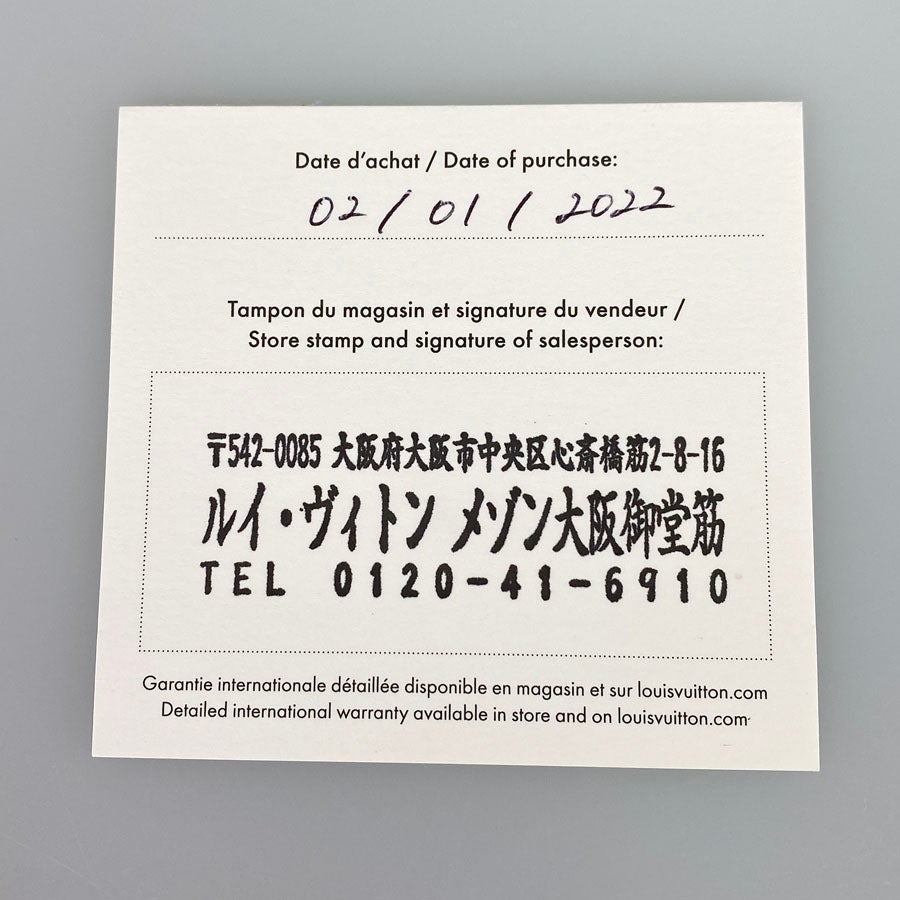 Date d'achat / Date of purchase:
02 / 01 / 2022
Tampon du magasin et signature du vendeur /
Store stamp and signature of salesperson:
〒542-0085 大阪府大阪市中央区心斎橋筋2-8-16
ルイ・ヴィトン メゾン大阪御堂筋
TEL 0120-41-6910
Garantie internationale détaillée disponible en magasin et sur louisvuitton.com
Detailed international warranty available in store and on louisvuitton.com